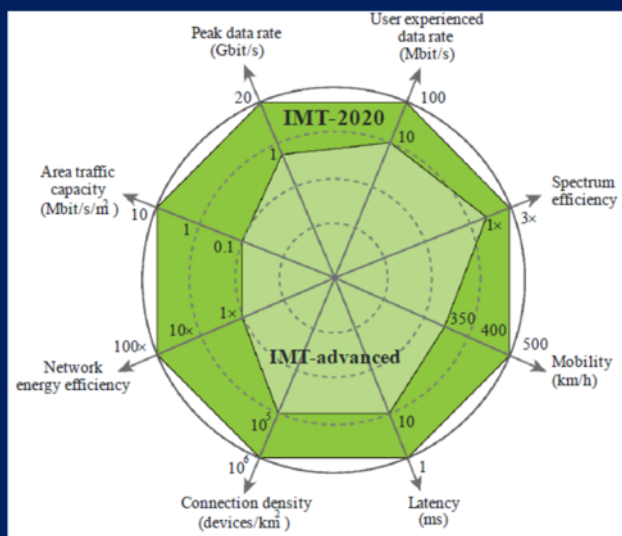 Peak data rate
(Gbit/s)
User experienced
data rate
(Mbit/s)
20
100
IMT-2020
1
10
Area traffic
capacity
(Mbit/s/m²)
Spectrum
efficiency
10
1
0.1
1×
3×
100×
10×
1×
350
400
500
Network
energy efficiency
IMT-advanced
Mobility
(km/h)
10⁵
10
10⁶
1
Connection density
(devices/km²)
Latency
(ms)